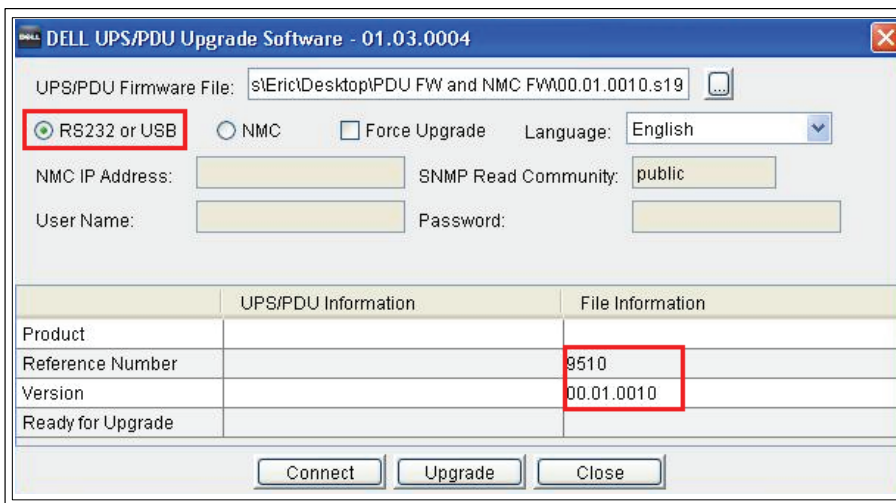 DELL DELL UPS/PDU Upgrade Software - 01.03.0004
UPS/PDU Firmware File: s\Eric\Desktop\PDU FW and NMC FW\00.01.0010.s19 ...
RS232 or USB NMC Force Upgrade Language: English
NMC IP Address: SNMP Read Community: public
User Name: Password:
UPS/PDU Information File Information
Product
Reference Number 9510
Version 00.01.0010
Ready for Upgrade
Connect Upgrade Close